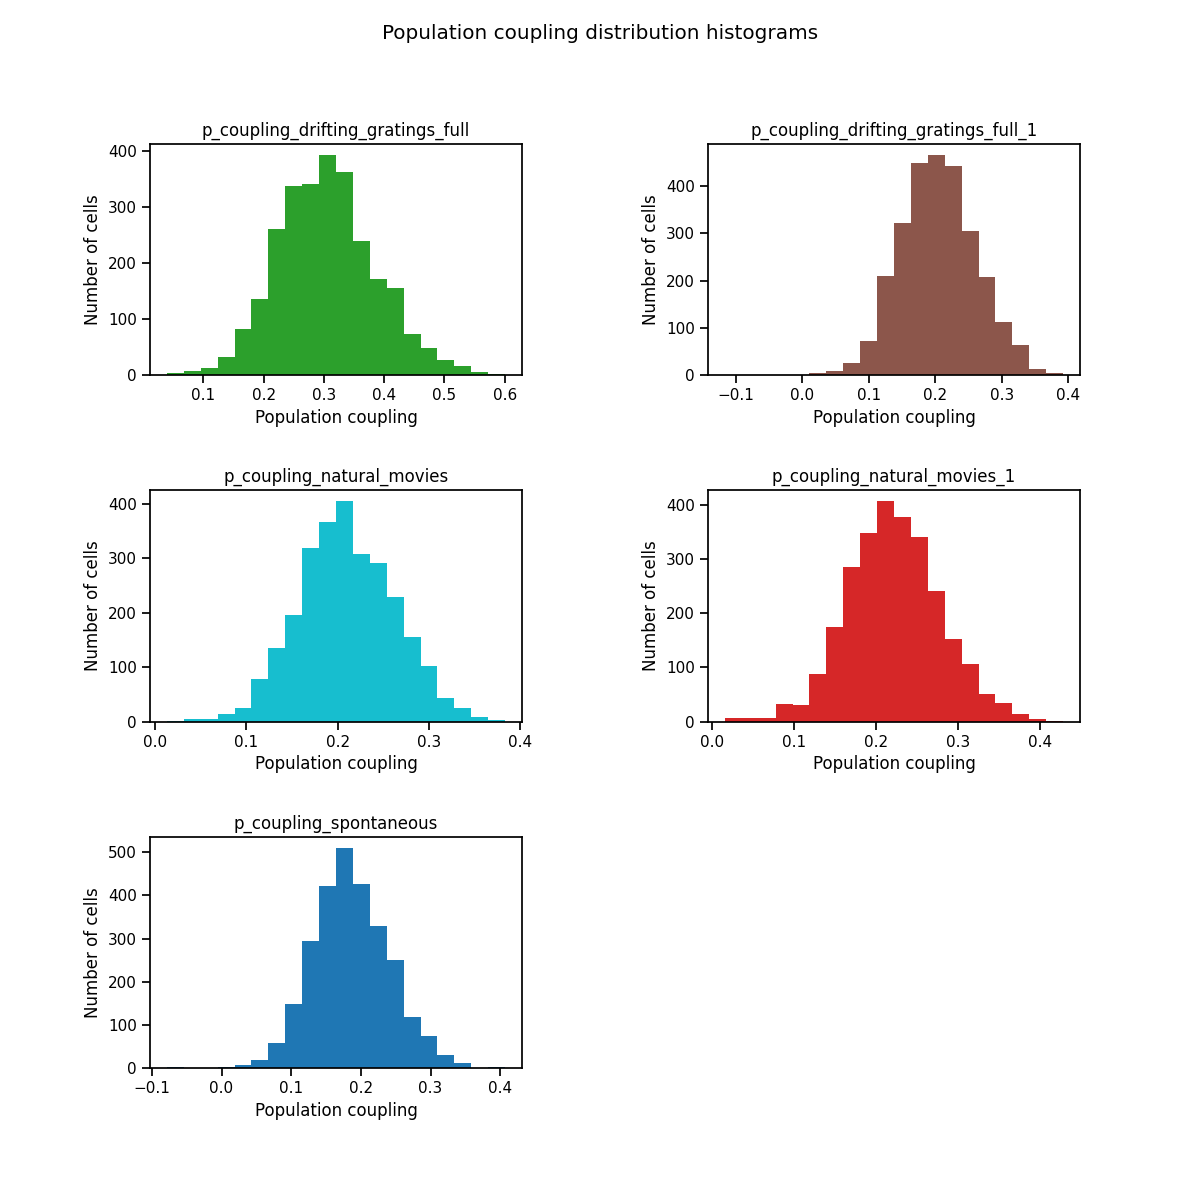 Population coupling distribution histograms
p_coupling_drifting_gratings_full
400
300
200
100
0
Number of cells
0.1 0.2 0.3 0.4 0.5 0.6
Population coupling
p_coupling_drifting_gratings_full_1
400
300
200
100
0
Number of cells
−0.1 0.0 0.1 0.2 0.3 0.4
Population coupling
p_coupling_natural_movies
400
300
200
100
0
Number of cells
0.0 0.1 0.2 0.3 0.4
Population coupling
p_coupling_natural_movies_1
400
300
200
100
0
Number of cells
0.0 0.1 0.2 0.3 0.4
Population coupling
p_coupling_spontaneous
500
400
300
200
100
0
Number of cells
−0.1 0.0 0.1 0.2 0.3 0.4
Population coupling